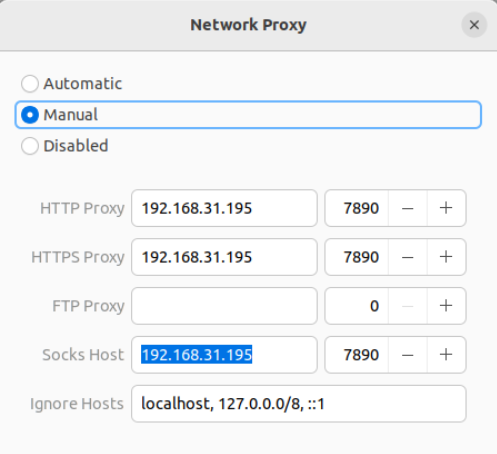 Network Proxy
Automatic
Manual
Disabled
HTTP Proxy 192.168.31.195 7890
HTTPS Proxy 192.168.31.195 7890
FTP Proxy 0
Socks Host 192.168.31.195 7890
Ignore Hosts localhost, 127.0.0.0/8, ::1